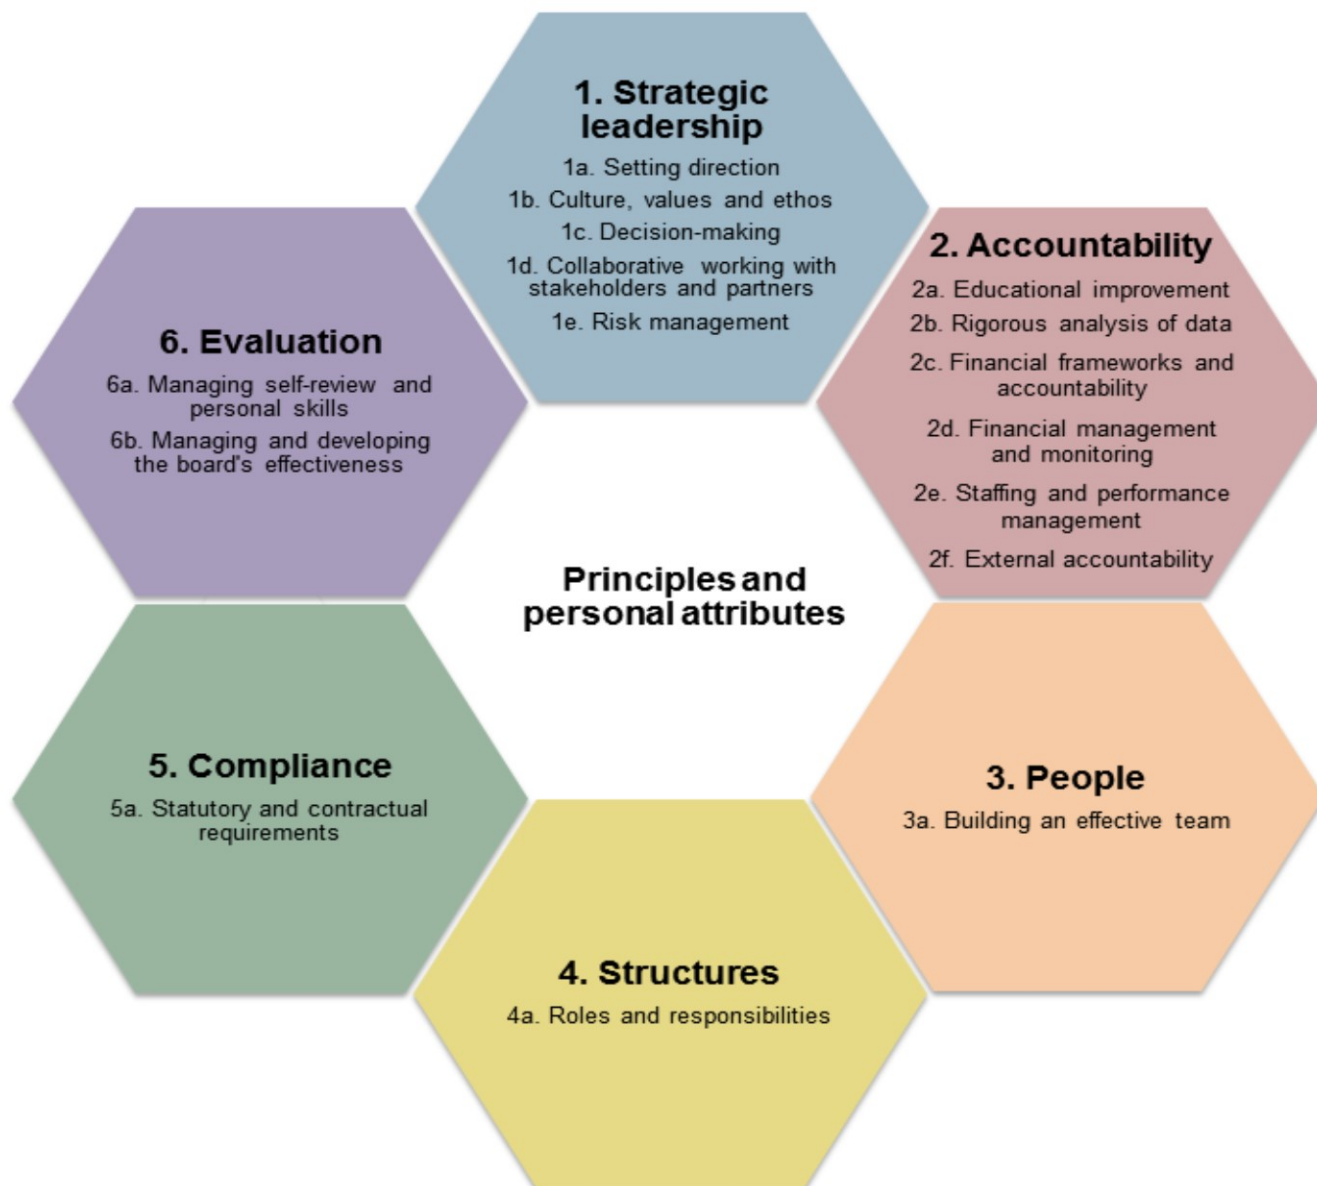 1. Strategic
leadership
1a. Setting direction
1b. Culture, values and ethos
1c. Decision-making
1d. Collaborative working with
stakeholders and partners
1e. Risk management
2. Accountability
2a. Educational improvement
2b. Rigorous analysis of data
2c. Financial frameworks and
accountability
2d. Financial management
and monitoring
2e. Staffing and performance
management
2f. External accountability
3. People
3a. Building an effective team
4. Structures
4a. Roles and responsibilities
5. Compliance
5a. Statutory and contractual
requirements
6. Evaluation
6a. Managing self-review and
personal skills
6b. Managing and developing
the board's effectiveness
Principles and
personal attributes